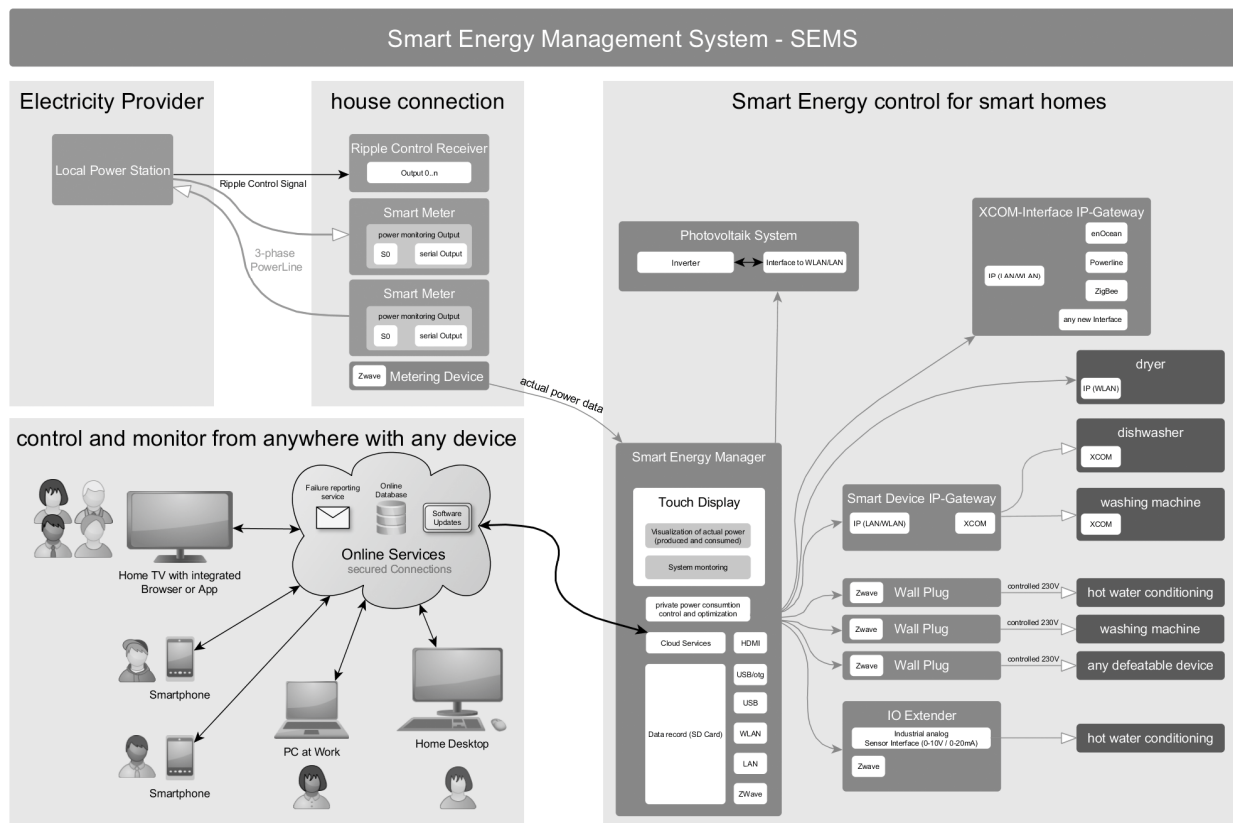 Smart Energy Management System - SEMS
Electricity Provider
Local Power Station
Ripple Control Signal
3-phase
PowerLine
house connection
Ripple Control Receiver
Output 0..n
Smart Meter
power monitoring Output
S0
serial Output
Smart Meter
power monitoring Output
S0
serial Output
Zwave
Metering Device
actual power data
control and monitor from anywhere with any device
Failure reporting
service
Online
Database
Software
Updates
Online Services
secured Connections
Home TV with integrated
Browser or App
Smartphone
Smartphone
PC at Work
Home Desktop
Smart Energy control for smart homes
Photovoltaik System
Inverter
Interface to WLAN/LAN
XCOM-Interface IP-Gateway
IP (LAN/WLAN)
enOcean
Powerline
ZigBee
any new Interface
Smart Energy Manager
Touch Display
Visualization of actual power
(produced and consumed)
System montoring
private power consumtion
control and optimization
Cloud Services
HDMI
USB/otg
USB
Data record (SD Card)
WLAN
LAN
ZWave
dryer
IP (WLAN)
dishwasher
XCOM
Smart Device IP-Gateway
IP (LAN/WLAN)
XCOM
washing machine
XCOM
Zwave
Wall Plug
controlled 230V
hot water conditioning
Zwave
Wall Plug
controlled 230V
washing machine
Zwave
Wall Plug
controlled 230V
any defeatable device
IO Extender
Industrial analog
Sensor Interface (0-10V / 0-20mA)
Zwave
hot water conditioning